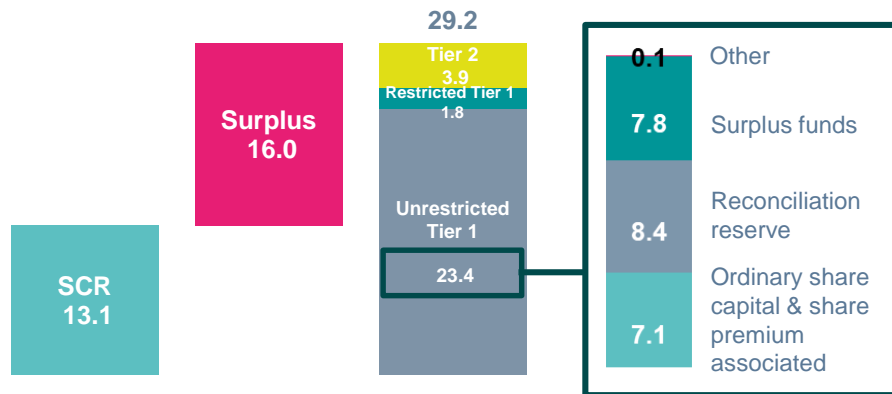 29.2
Tier 2
3.9
Restricted Tier 1
1.8
Surplus
16.0
Unrestricted
Tier 1
23.4
SCR
13.1
0.1
Other
7.8
Surplus funds
8.4
Reconciliation
reserve
7.1
Ordinary share
capital & share
premium
associated